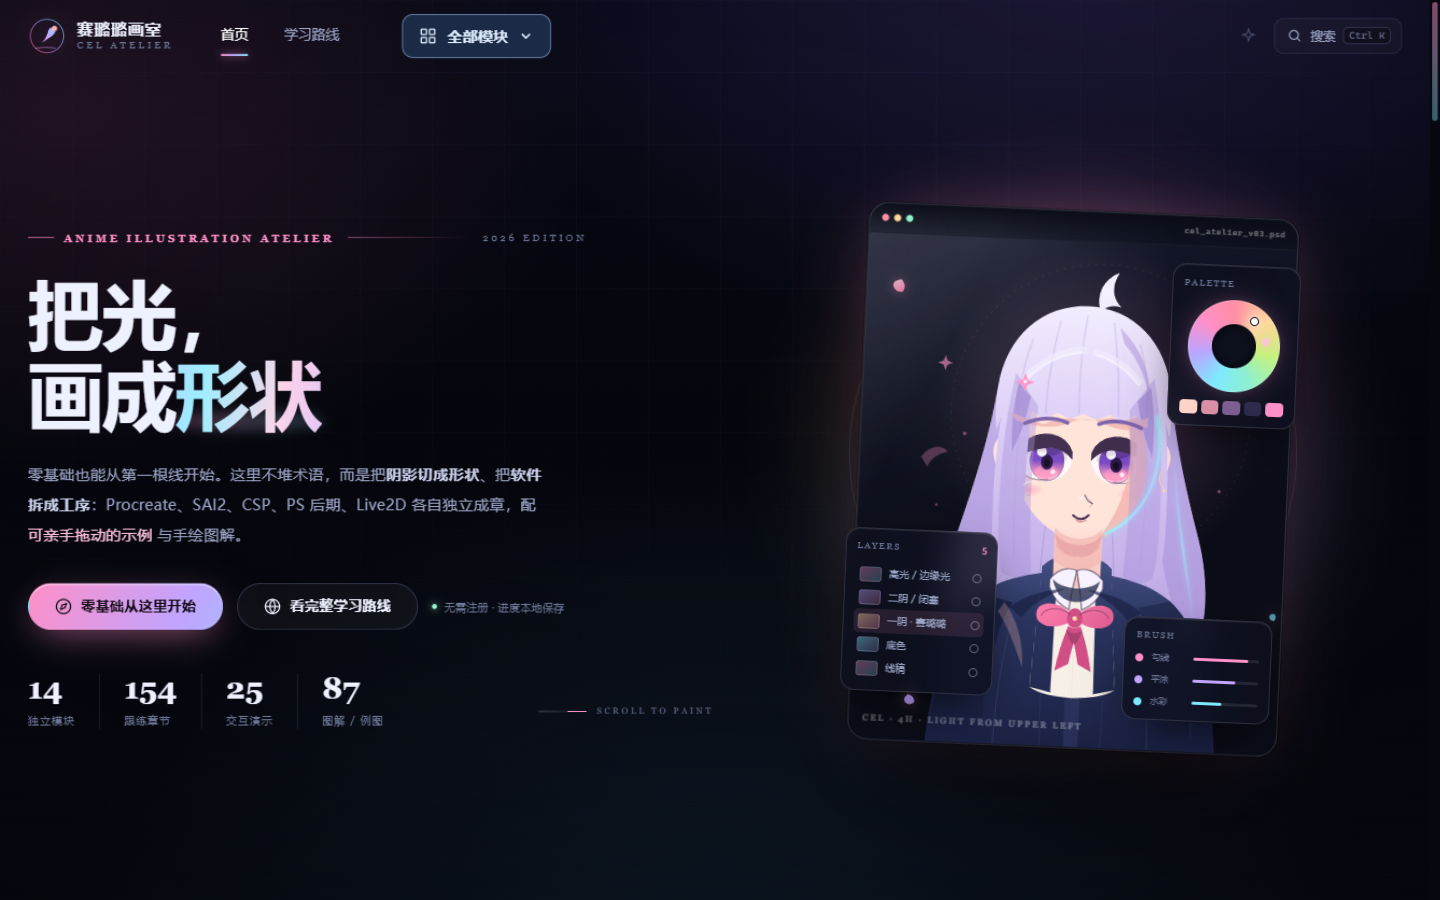 赛璐璐画室
CEL ATELIER
首页
学习路线
全部模块
搜索
Ctrl K
ANIME ILLUSTRATION ATELIER
2026 EDITION
把光，
画成形状
零基础也能从第一根线开始。这里不堆术语，而是把阴影切成形状、把软件
拆成工序：Procreate、SAI2、CSP、PS 后期、Live2D 各自独立成章，配
可亲手拖动的示例 与手绘图解。
零基础从这里开始
看完整学习路线
无需注册 · 进度本地保存
14
独立模块
154
跟练章节
25
交互演示
87
图解 / 例图
SCROLL TO PAINT
cel_atelier_v03.psd
PALETTE
LAYERS
5
高光 / 边缘光
二阴 / 闭塞
一阴 · 赛璐璐
底色
线稿
BRUSH
勾线
平涂
水彩
CEL · 4H · LIGHT FROM UPPER LEFT